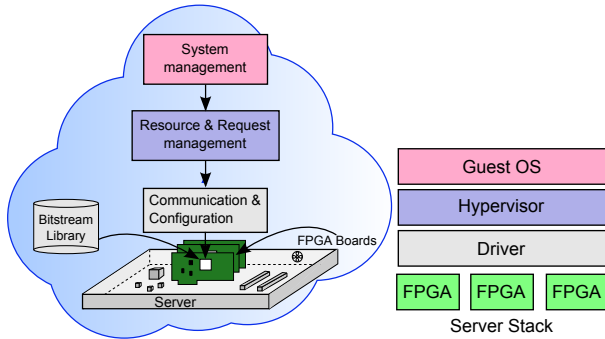 System
management
Resource & Request
management
Communication &
Configuration
Bitstream
Library
FPGA Boards
Server
Guest OS
Hypervisor
Driver
FPGA
FPGA
FPGA
Server Stack